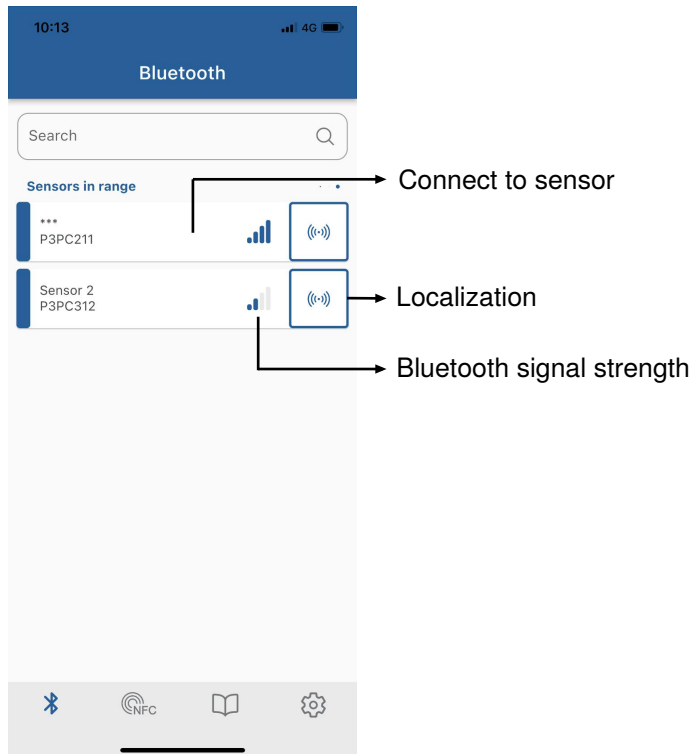 10:13
4G
Bluetooth
Search
Sensors in range
Connect to sensor
***
P3PC211
Sensor 2
P3PC312
Localization
Bluetooth signal strength
NFC